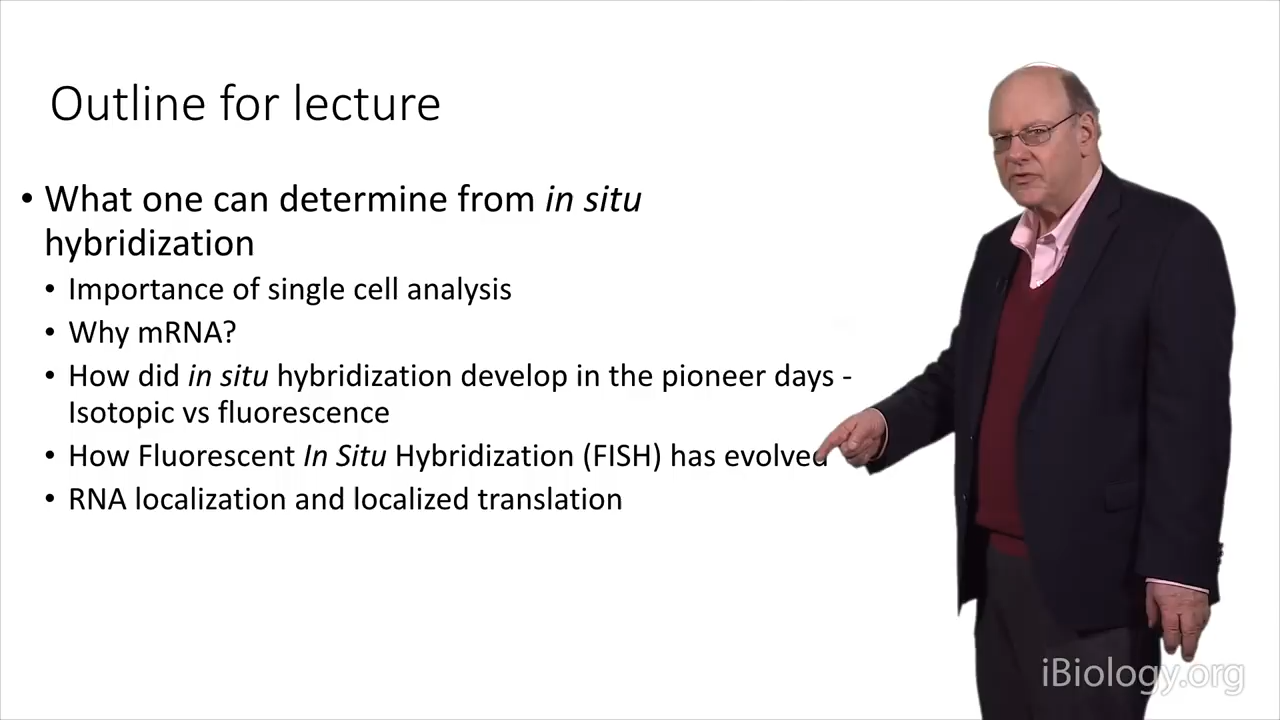 Outline for lecture
• What one can determine from in situ
hybridization
• Importance of single cell analysis
• Why mRNA?
• How did in situ hybridization develop in the pioneer days -
Isotopic vs fluorescence
• How Fluorescent In Situ Hybridization (FISH) has evolved
• RNA localization and localized translation
iBiology.org